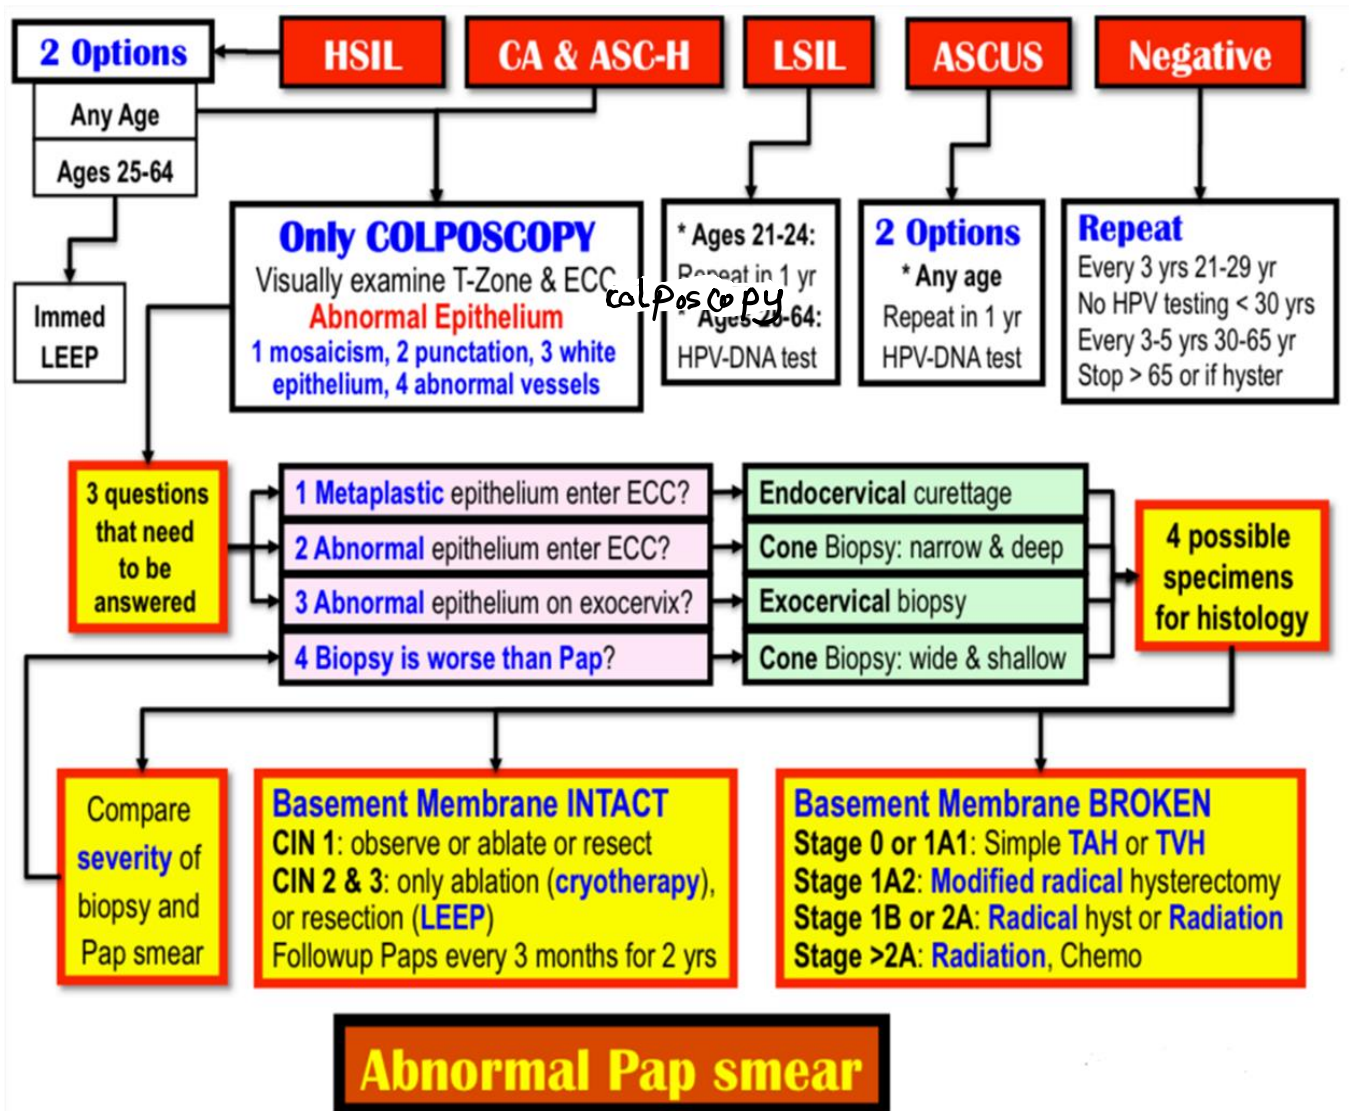 2 Options
HSIL
CA & ASC-H
LSIL
ASCUS
Negative
Any Age
Ages 25-64
Immed
LEEP
Only COLPOSCOPY
Visually examine T-Zone & ECC
Abnormal Epithelium
1 mosaicism, 2 punctation, 3 white
epithelium, 4 abnormal vessels
* Ages 21-24:
Repeat in 1 yr
colposcopy
* Ages -64:
HPV-DNA test
2 Options
* Any age
Repeat in 1 yr
HPV-DNA test
Repeat
Every 3 yrs 21-29 yr
No HPV testing < 30 yrs
Every 3-5 yrs 30-65 yr
Stop > 65 or if hyster
3 questions
that need
to be
answered
1 Metaplastic epithelium enter ECC?
2 Abnormal epithelium enter ECC?
3 Abnormal epithelium on exocervix?
4 Biopsy is worse than Pap?
Endocervical curettage
Cone Biopsy: narrow & deep
Exocervical biopsy
Cone Biopsy: wide & shallow
4 possible
specimens
for histology
Compare
severity of
biopsy and
Pap smear
Basement Membrane INTACT
CIN 1: observe or ablate or resect
CIN 2 & 3: only ablation (cryotherapy),
or resection (LEEP)
Followup Paps every 3 months for 2 yrs
Basement Membrane BROKEN
Stage 0 or 1A1: Simple TAH or TVH
Stage 1A2: Modified radical hysterectomy
Stage 1B or 2A: Radical hyst or Radiation
Stage >2A: Radiation, Chemo
Abnormal Pap smear